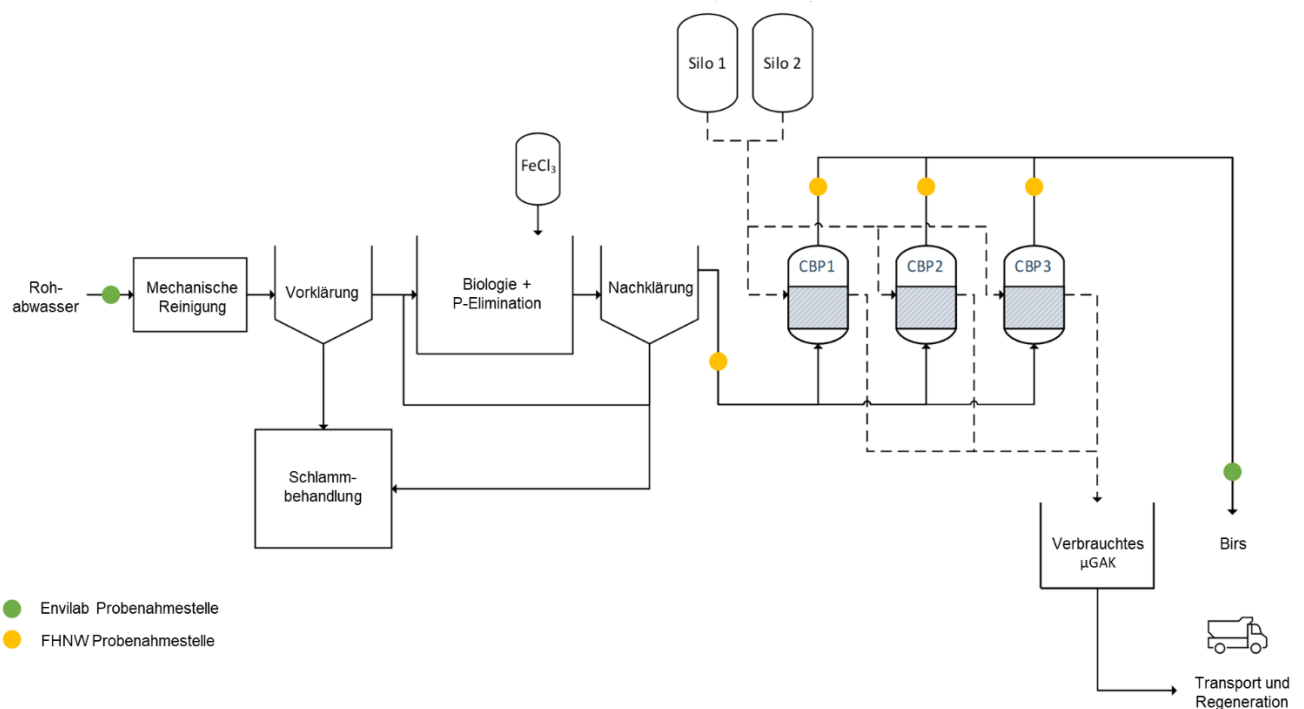 Silo 1
Silo 2
FeCl₃
Roh-
abwasser
Mechanische
Reinigung
Vorklärung
Biologie +
P-Elimination
Nachklärung
CBP1
CBP2
CBP3
Schlamm-
behandlung
Verbrauchtes
µGAK
Birs
Envilab Probenahmestelle
FHNW Probenahmestelle
Transport und
Regeneration